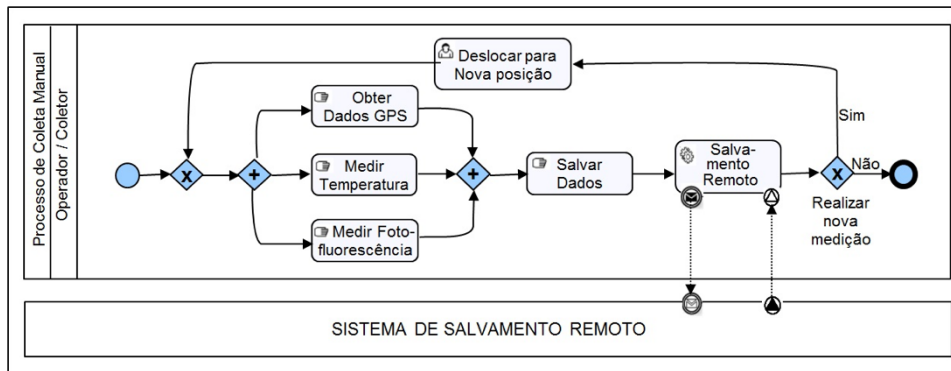 Processo de Coleta Manual
Operador / Coletor
Deslocar para
Nova posição
Obter
Dados GPS
Medir
Temperatura
Medir Foto-
fluorescência
Salvar
Dados
Salva-
mento
Remoto
Sim
Não
Realizar
nova
medição
SISTEMA DE SALVAMENTO REMOTO